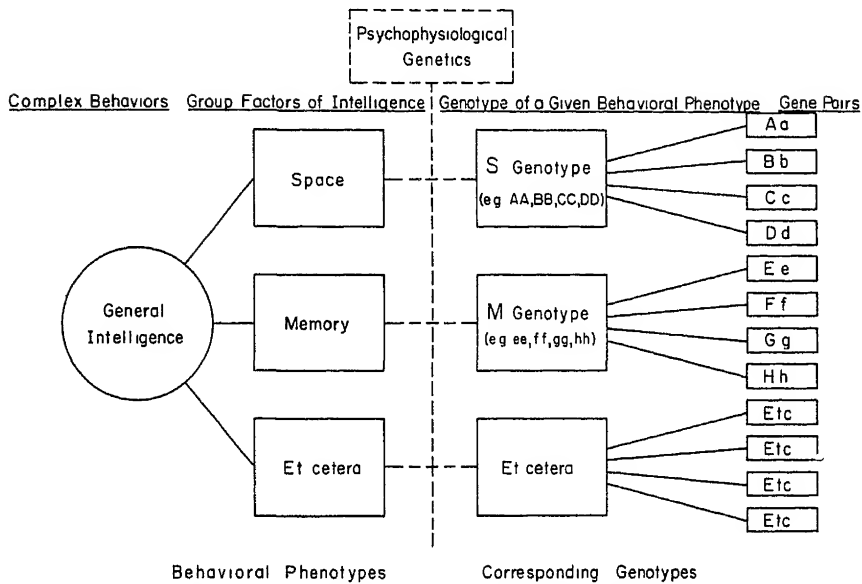 Psychophysiological
Genetics
Complex Behaviors Group Factors of Intelligence Genotype of a Given Behavioral Phenotype Gene Pairs
Space
S Genotype
(eg AA,BB,CC,DD)
Aa
Bb
Cc
Dd
General
Intelligence
Memory
M Genotype
(eg ee,ff,gg,hh)
Ee
Ff
Gg
Hh
Et cetera
Et cetera
Etc
Etc
Etc
Etc
Behavioral Phenotypes
Corresponding Genotypes